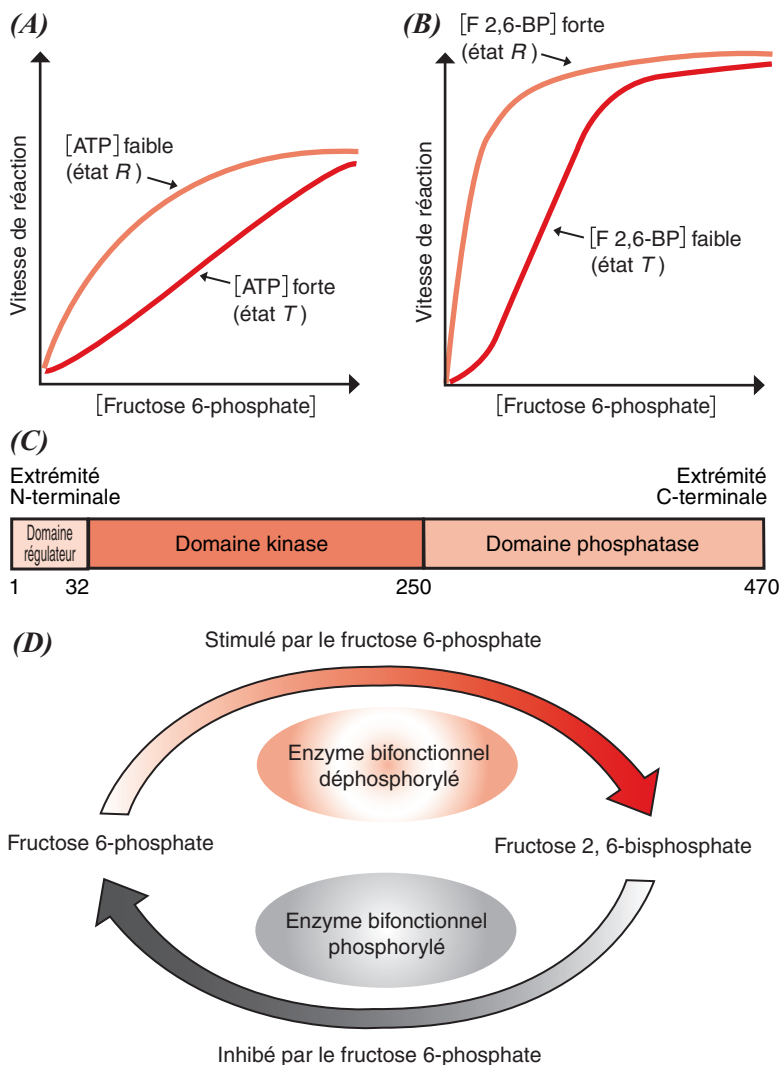 (A)
Vitesse de réaction
[ATP] faible
(état R)
[ATP] forte
(état T)
[Fructose 6-phosphate]
(B)
Vitesse de réaction
[F 2,6-BP] forte
(état R)
[F 2,6-BP] faible
(état T)
[Fructose 6-phosphate]
(C)
Extrémité
N-terminale
Extrémité
C-terminale
Domaine
régulateur
Domaine kinase
Domaine phosphatase
1 32 250 470
(D)
Stimulé par le fructose 6-phosphate
Enzyme bifonctionnel
déphosphorylé
Fructose 6-phosphate
Fructose 2, 6-bisphosphate
Enzyme bifonctionnel
phosphorylé
Inhibé par le fructose 6-phosphate